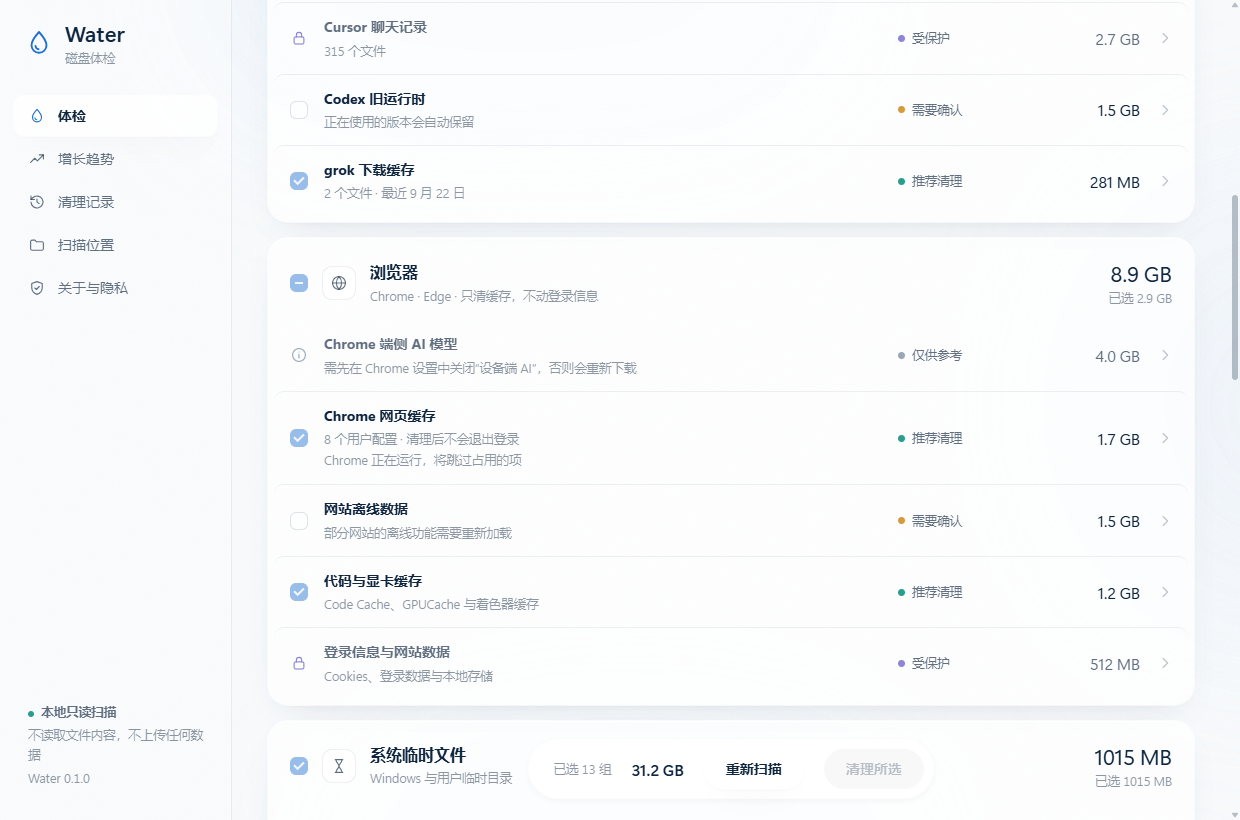 Water
磁盘体检
体检
增长趋势
清理记录
扫描位置
关于与隐私
本地只读扫描
不读取文件内容，不上传任何数
据
Water 0.1.0
Cursor 聊天记录
315 个文件
受保护
2.7 GB
Codex 旧运行时
正在使用的版本会自动保留
需要确认
1.5 GB
grok 下载缓存
2 个文件 · 最近 9 月 22 日
推荐清理
281 MB
浏览器
Chrome · Edge · 只清缓存，不动登录信息
8.9 GB
已选 2.9 GB
Chrome 端侧 AI 模型
需先在 Chrome 设置中关闭“设备端 AI”，否则会重新下载
仅供参考
4.0 GB
Chrome 网页缓存
8 个用户配置 · 清理后不会退出登录
Chrome 正在运行，将跳过占用的项
推荐清理
1.7 GB
网站离线数据
部分网站的离线功能需要重新加载
需要确认
1.5 GB
代码与显卡缓存
Code Cache、GPUCache 与着色器缓存
推荐清理
1.2 GB
登录信息与网站数据
Cookies、登录数据与本地存储
受保护
512 MB
系统临时文件
Windows 与用户临时目录
1015 MB
已选 1015 MB
已选 13 组
31.2 GB
重新扫描
清理所选